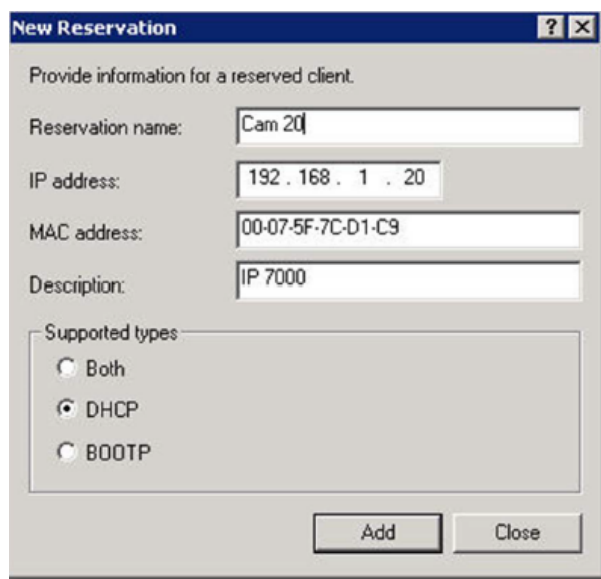 New Reservation
Provide information for a reserved client.
Reservation name: Cam 20
IP address: 192 . 168 . 1 . 20
MAC address: 00-07-5F-7C-D1-C9
Description: IP 7000
Supported types
Both
DHCP
BOOTP
Add Close